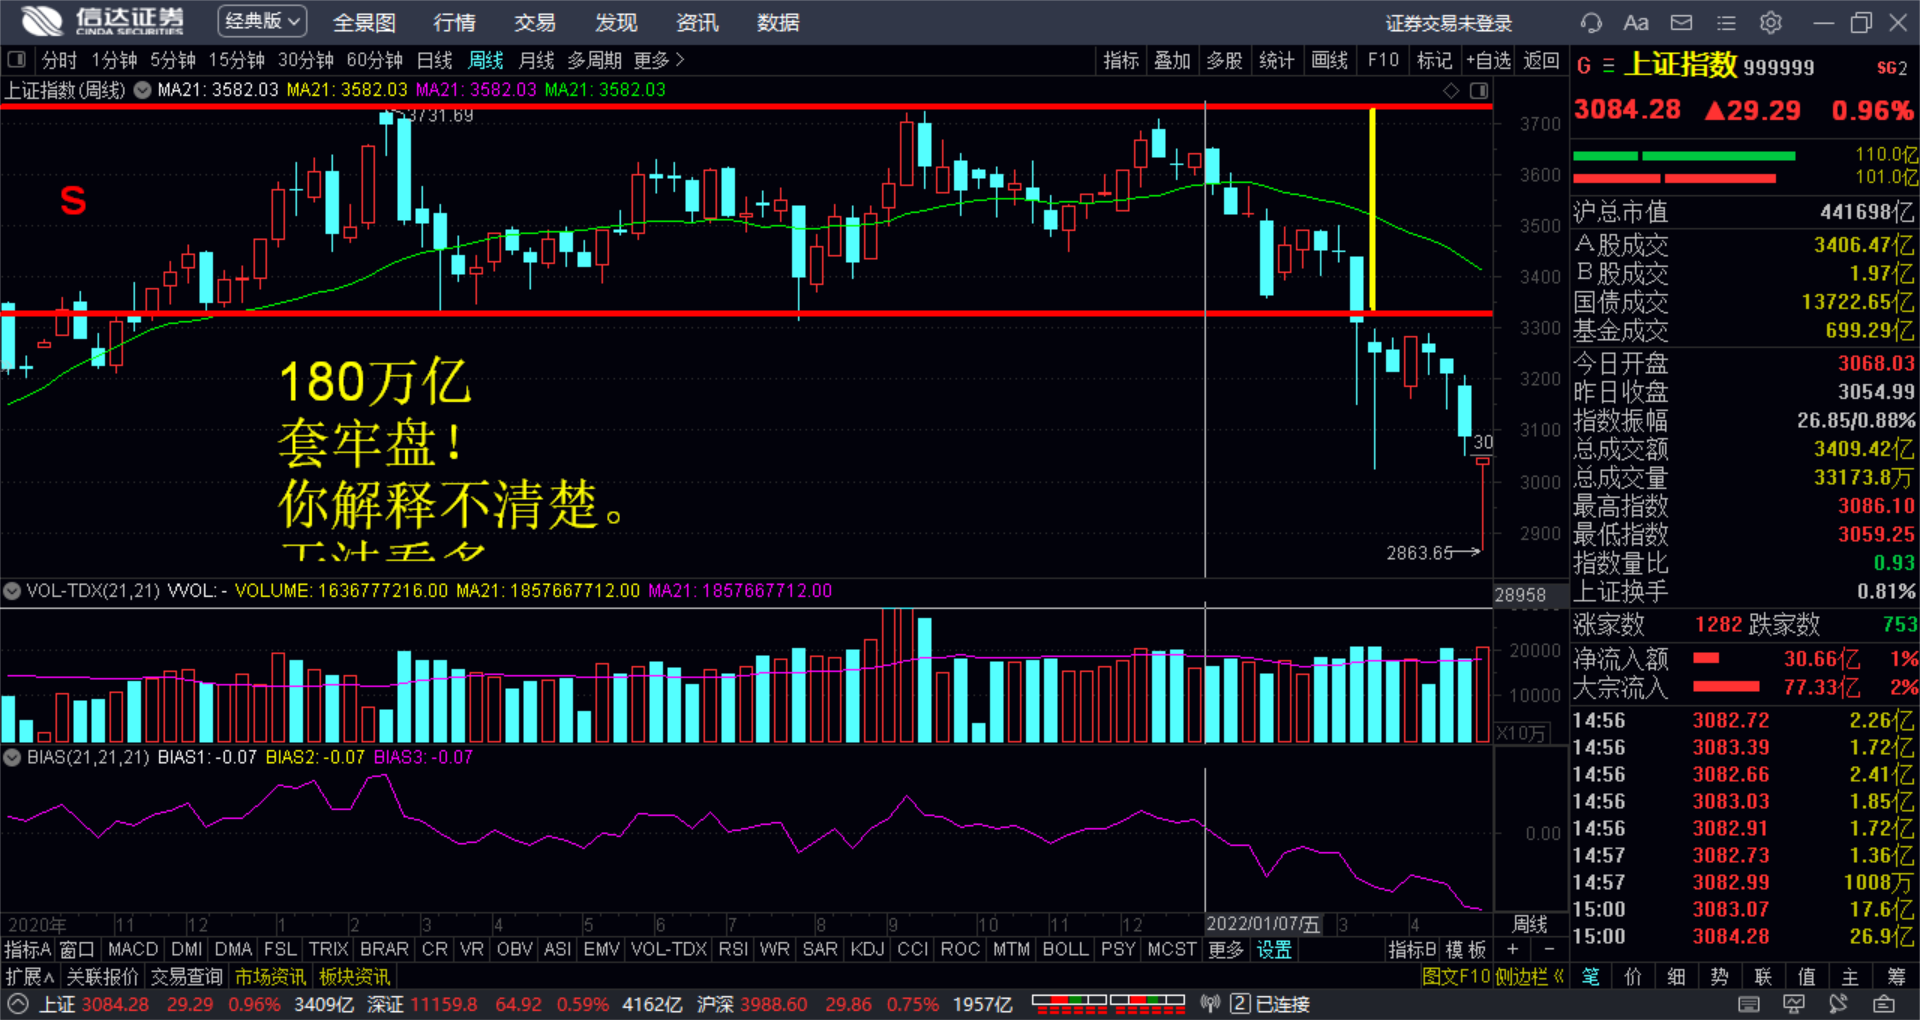 信达证券 经典版 全景图 行情 交易 发现 资讯 数据 证券交易未登录 Aa
CINDA SECURITIES
分时 1分钟 5分钟 15分钟 30分钟 60分钟 日线 周线 月线 多周期 更多 指标 叠加 多股 统计 画线 F10 标记 +自选 返回
上证指数(周线) MA21: 3582.03 MA21: 3582.03 MA21: 3582.03 MA21: 3582.03
3731.69
S
180万亿
套牢盘！
你解释不清楚。
3700
3600
3500
3400
3300
3200
3100
3000
2900
30
2863.65
VOL-TDX(21,21) VVOL: - VOLUME: 1636777216.00 MA21: 1857667712.00 MA21: 1857667712.00
28958
20000
10000
X10万
BIAS(21,21,21) BIAS1: -0.07 BIAS2: -0.07 BIAS3: -0.07
0.00
2020年 11 12 1 2 3 4 5 6 7 8 9 10 11 12 2022/01/07/五 3 4 周线
指标A 窗口 MACD DMI DMA FSL TRIX BRAR CR VR OBV ASI EMV VOL-TDX RSI WR SAR KDJ CCI ROC MTM BOLL PSY MCST 更多 设置 指标B 模板 + −
扩展∧ 关联报价 交易查询 市场资讯 板块资讯 图文F10 侧边栏《
G 上证指数 999999 SG2
3084.28 ▲29.29 0.96%
110.0亿
101.0亿
沪总市值 441698亿
A股成交 3406.47亿
B股成交 1.97亿
国债成交 13722.65亿
基金成交 699.29亿
今日开盘 3068.03
昨日收盘 3054.99
指数振幅 26.85/0.88%
总成交额 3409.42亿
总成交量 33173.8万
最高指数 3086.10
最低指数 3059.25
指数量比 0.93
上证换手 0.81%
涨家数 1282 跌家数 753
净流入额 30.66亿 1%
大宗流入 77.33亿 2%
14:56 3082.72 2.26亿
14:56 3083.39 1.72亿
14:56 3082.66 2.41亿
14:56 3083.03 1.85亿
14:56 3082.91 1.72亿
14:57 3082.73 1.36亿
14:57 3082.99 1008万
15:00 3083.07 17.6亿
15:00 3084.28 26.9亿
笔 价 细 势 联 值 主 筹
上证 3084.28 29.29 0.96% 3409亿 深证 11159.8 64.92 0.59% 4162亿 沪深 3988.60 29.86 0.75% 1957亿 2 已连接